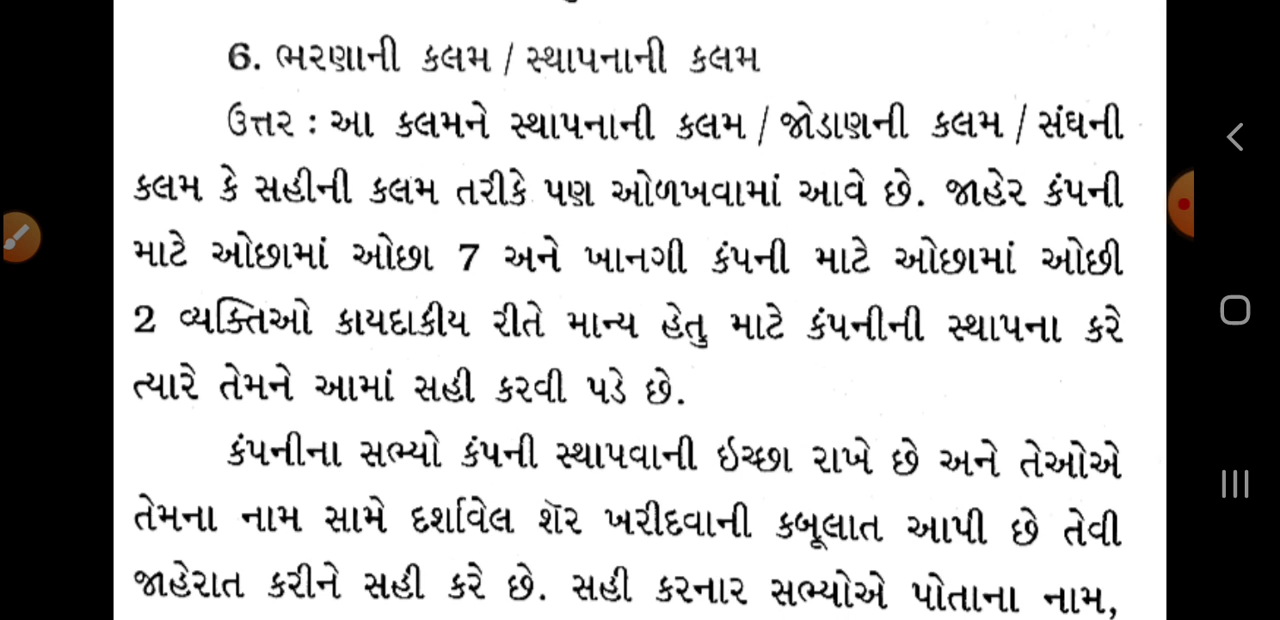 6. ભરણાની કલમ / સ્થાપનાની કલમ
ઉત્તર : આ કલમને સ્થાપનાની કલમ / જોડાણની કલમ / સંઘની
કલમ કે સહીની કલમ તરીકે પણ ઓળખવામાં આવે છે. જાહેર કંપની
માટે ઓછામાં ઓછા 7 અને ખાનગી કંપની માટે ઓછામાં ઓછી
2 વ્યક્તિઓ કાયદાકીય રીતે માન્ય હેતુ માટે કંપનીની સ્થાપના કરે
ત્યારે તેમને આમાં સહી કરવી પડે છે.
કંપનીના સભ્યો કંપની સ્થાપવાની ઇચ્છા રાખે છે અને તેઓએ
તેમના નામ સામે દર્શાવેલ શૅર ખરીદવાની કબૂલાત આપી છે તેવી
જાહેરાત કરીને સહી કરે છે. સહી કરનાર સભ્યોએ પોતાના નામ,